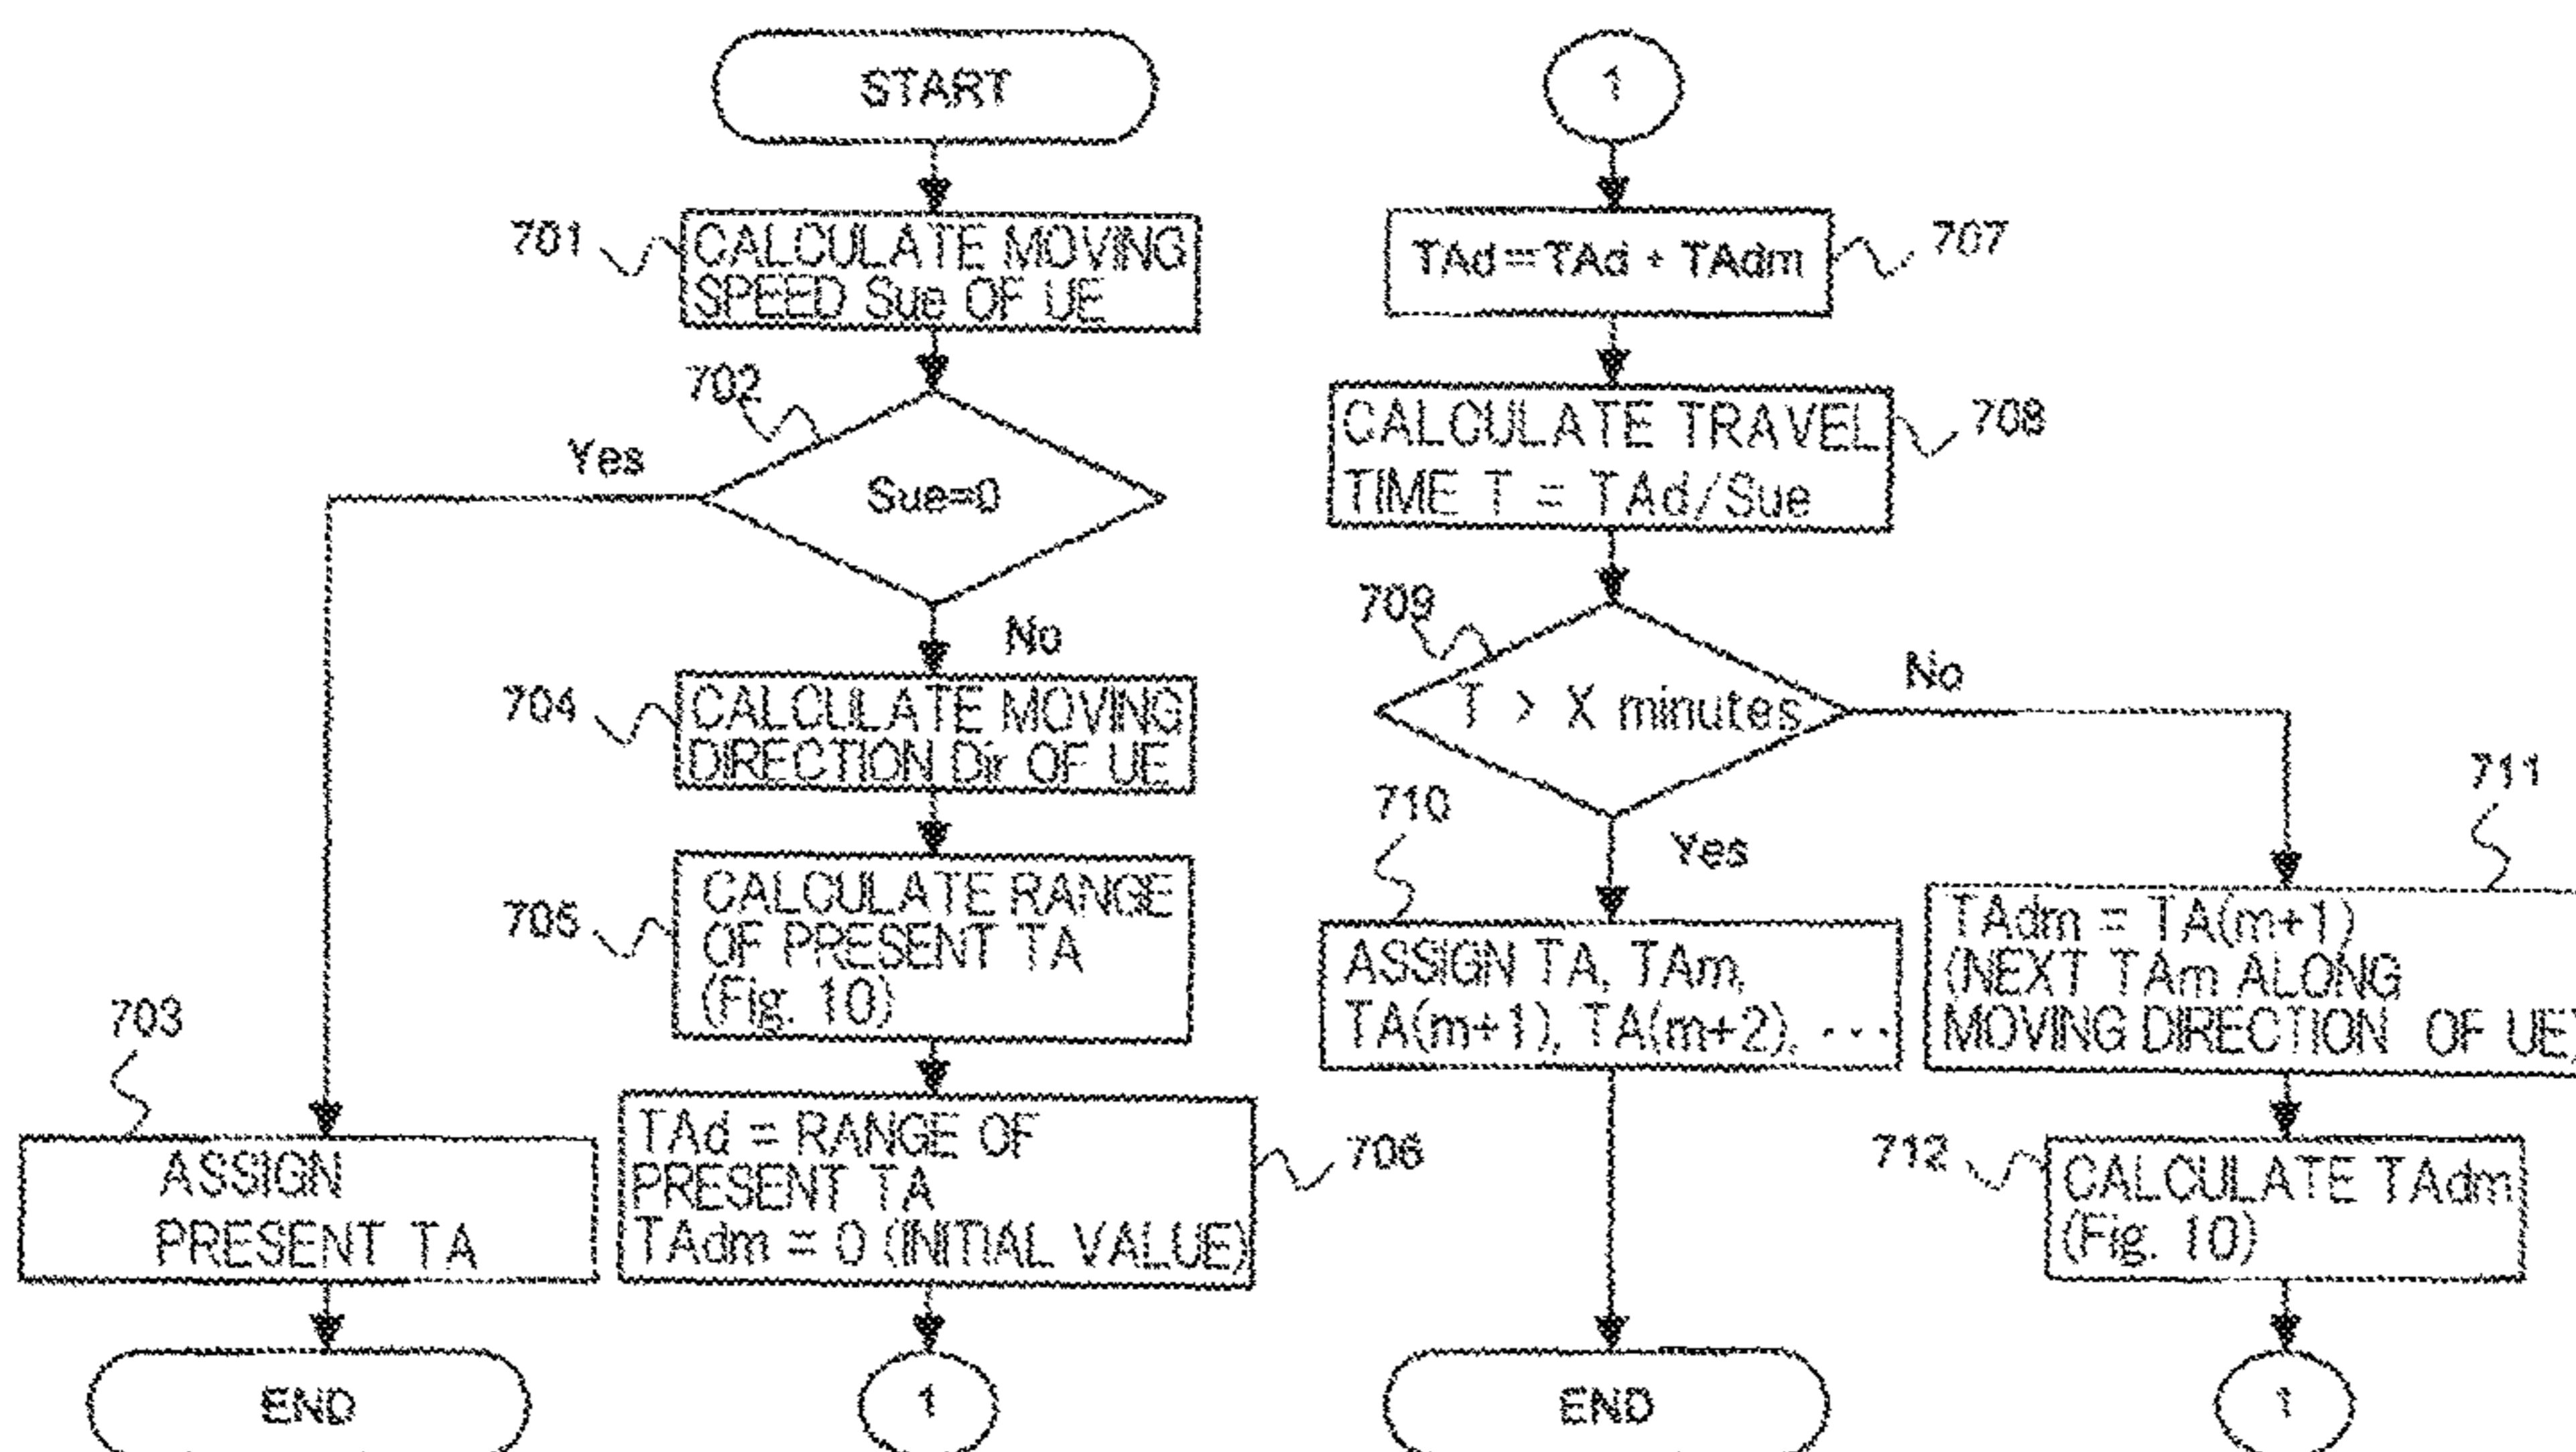 START
701
CALCULATE MOVING
SPEED Sue OF UE
702
Yes
Sue=0
No
704
CALCULATE MOVING
DIRECTION Dir OF UE
705
CALCULATE RANGE
OF PRESENT TA
(Fig. 10)
703
ASSIGN
PRESENT TA
TAd = RANGE OF
PRESENT TA
TAdm = 0 (INITIAL VALUE)
706
END
1
1
TAd = TAd + TAdm
707
CALCULATE TRAVEL
TIME T = TAd/Sue
708
709
T > X minutes
No
Yes
710
ASSIGN TA, TAm,
TA(m+1), TA(m+2), ...
711
TAdm = TA(m+1)
(NEXT TAm ALONG
MOVING DIRECTION OF UE)
712
CALCULATE TAdm
(Fig. 10)
END
1